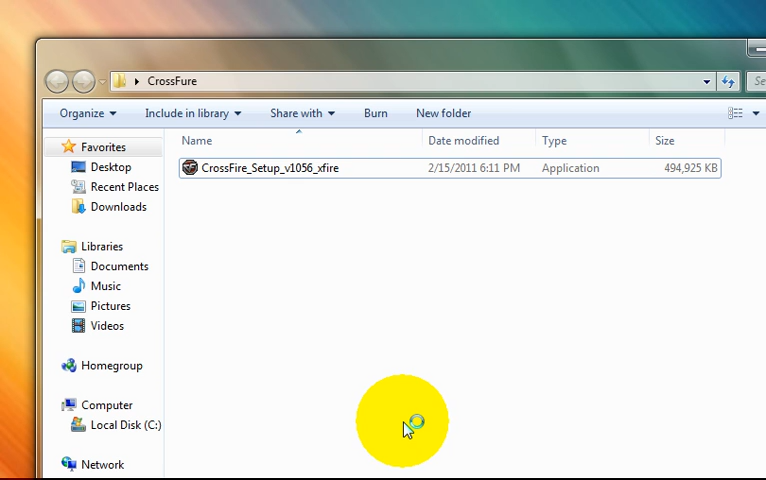 CrossFure
Se
Organize
Include in library
Share with
Burn
New folder
Name
Date modified
Type
Size
Favorites
CrossFire_Setup_v1056_xfire
2/15/2011 6:11 PM
Application
494,925 KB
Desktop
Recent Places
Downloads
Libraries
Documents
Music
Pictures
Videos
Homegroup
Computer
Local Disk (C:)
Network